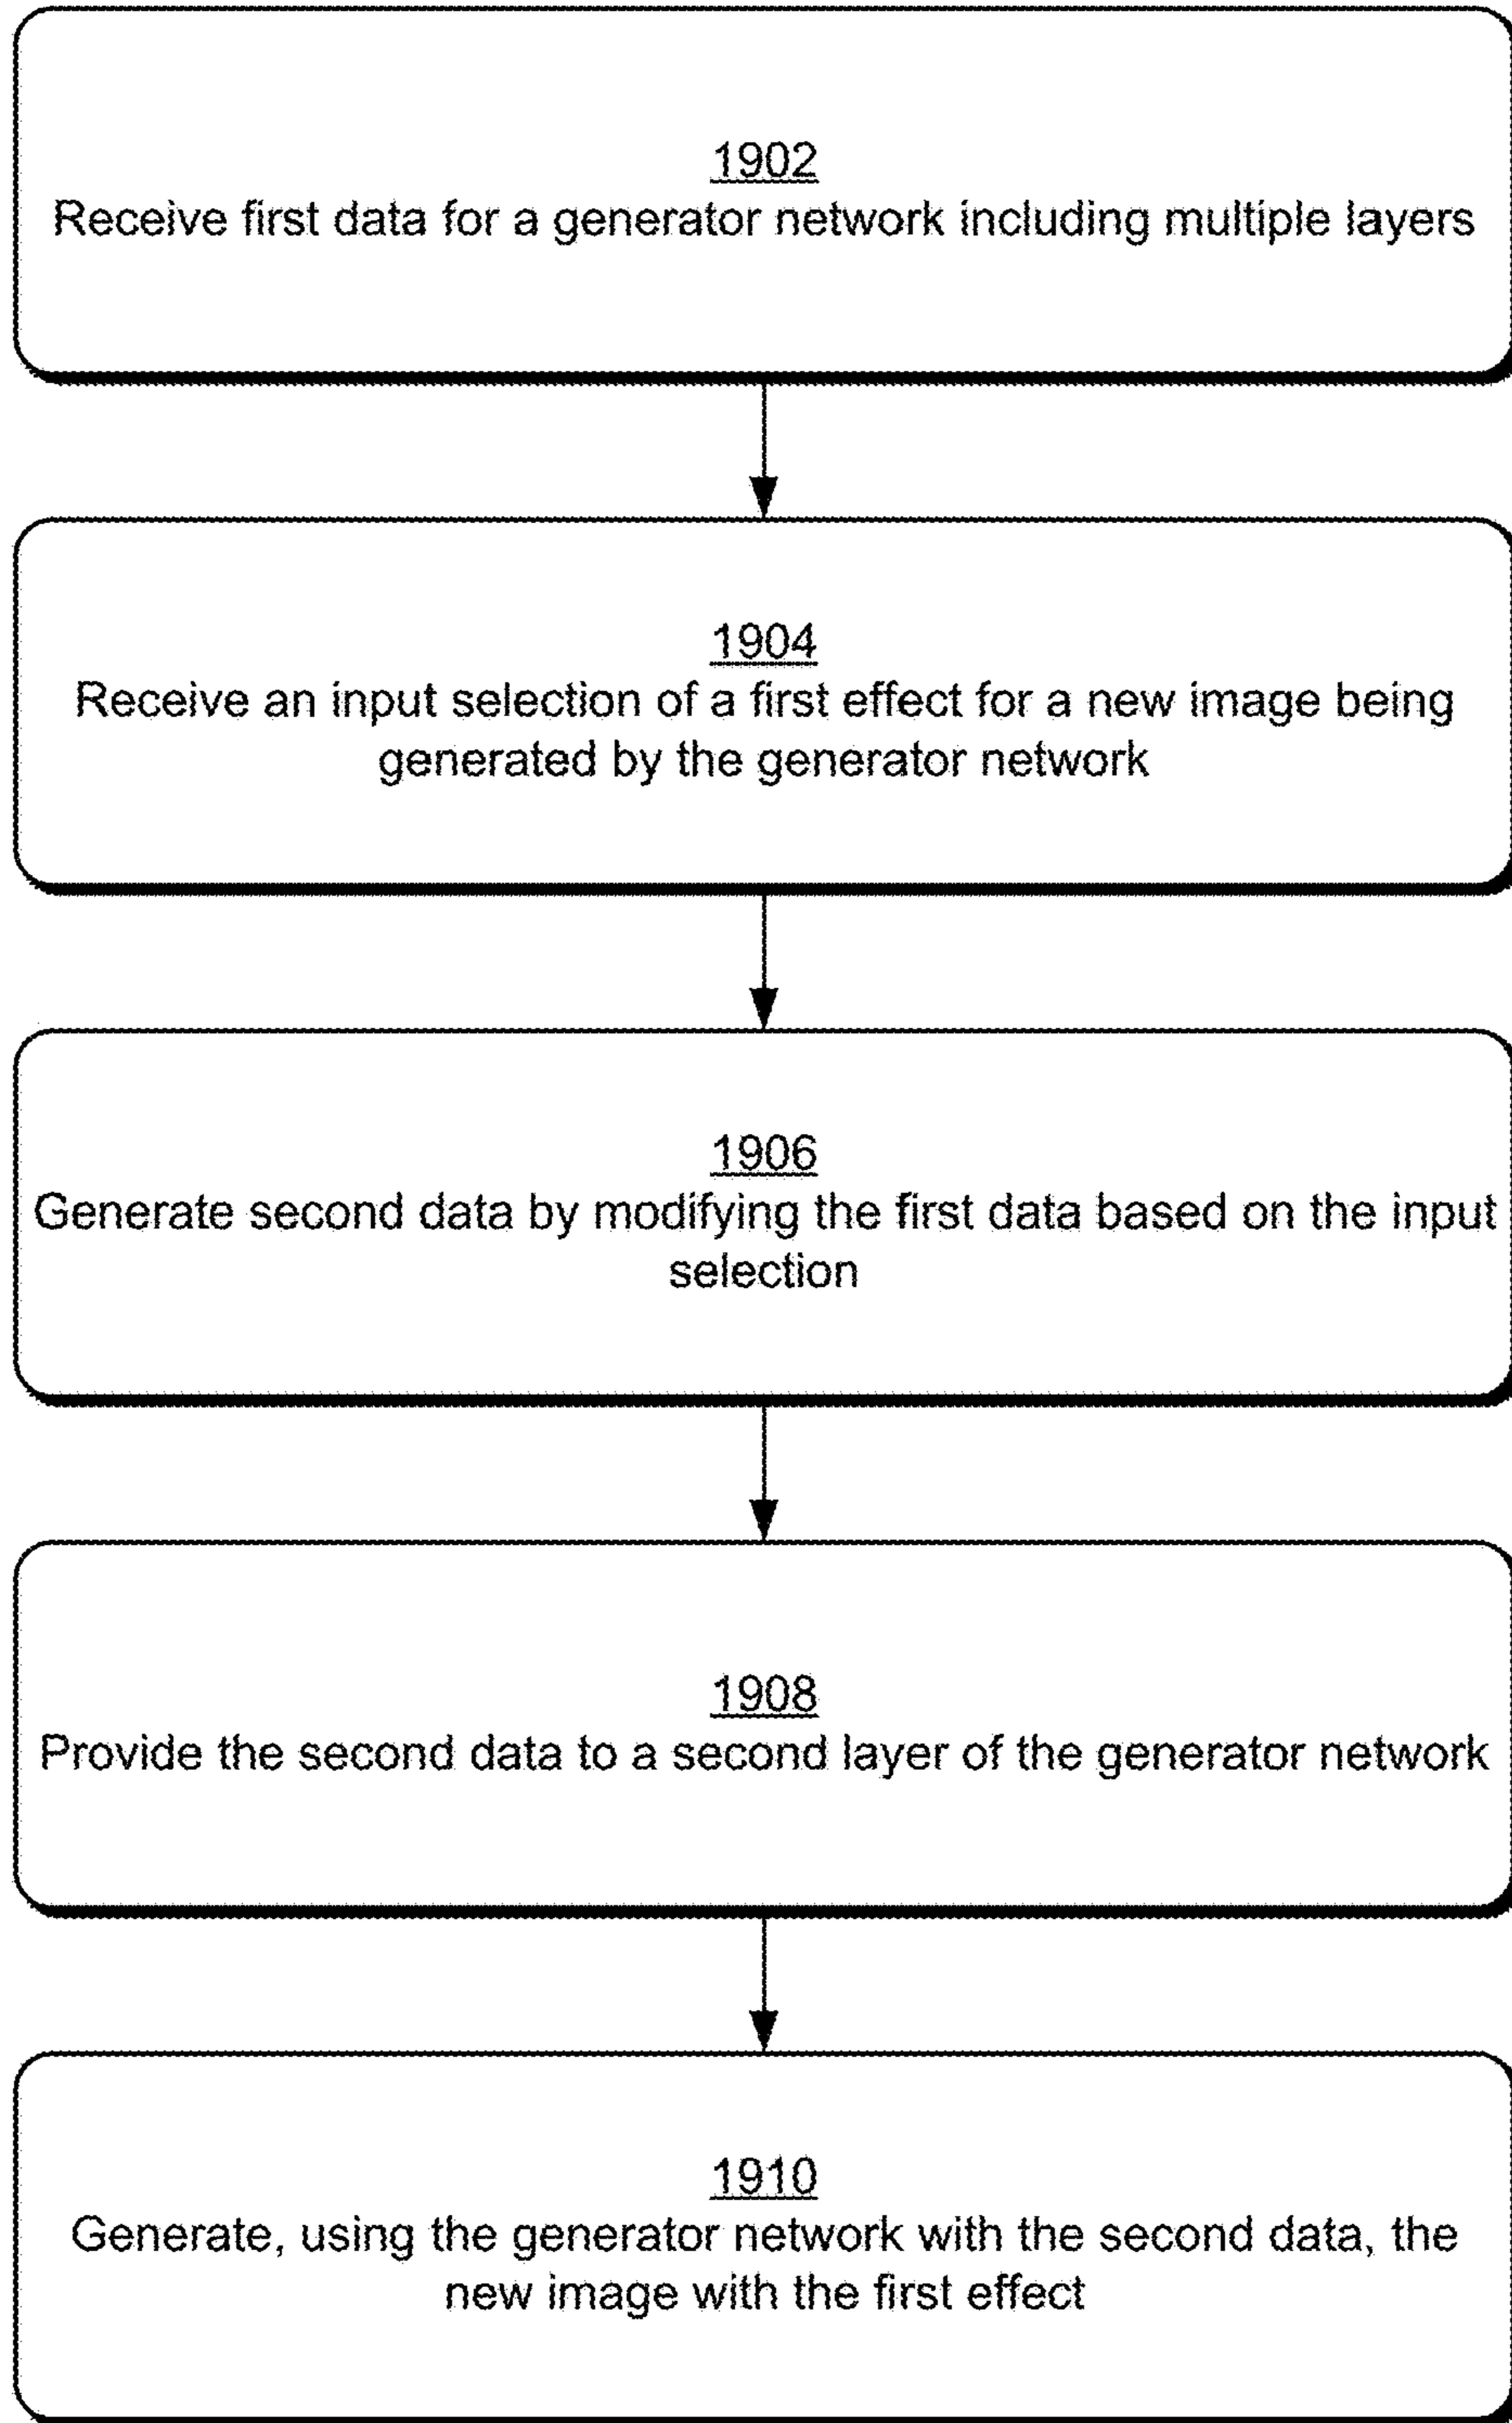 1902
Receive first data for a generator network including multiple layers
1904
Receive an input selection of a first effect for a new image being
generated by the generator network
1906
Generate second data by modifying the first data based on the input
selection
1908
Provide the second data to a second layer of the generator network
1910
Generate, using the generator network with the second data, the
new image with the first effect